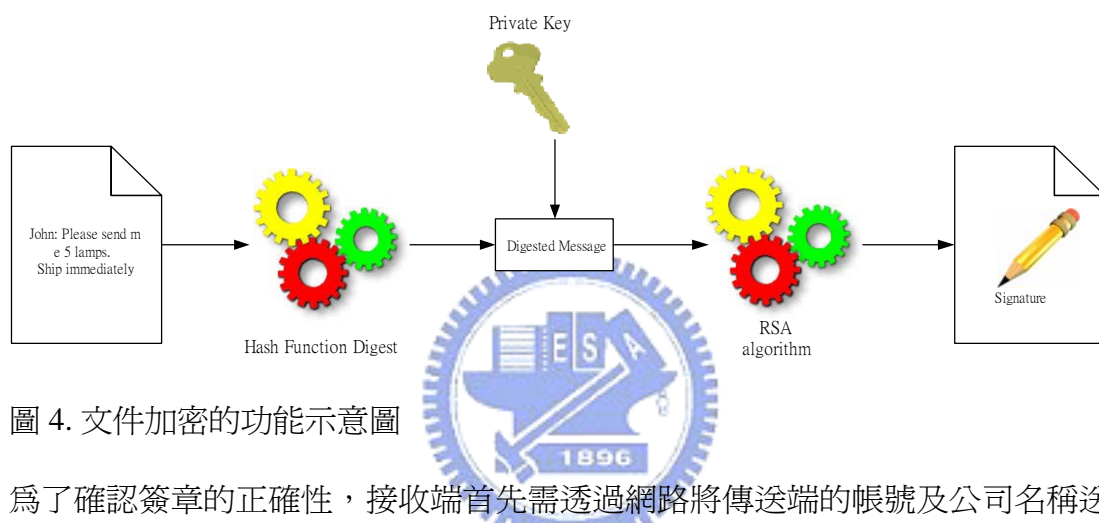 Private Key
John: Please send m
e 5 lamps.
Ship immediately
Digested Message
Signature
Hash Function Digest
RSA
algorithm
E S A
1896
圖 4. 文件加密的功能示意圖
為了確認簽章的正確性，接收端首先需透過網路將傳送端的帳號及公司名稱送